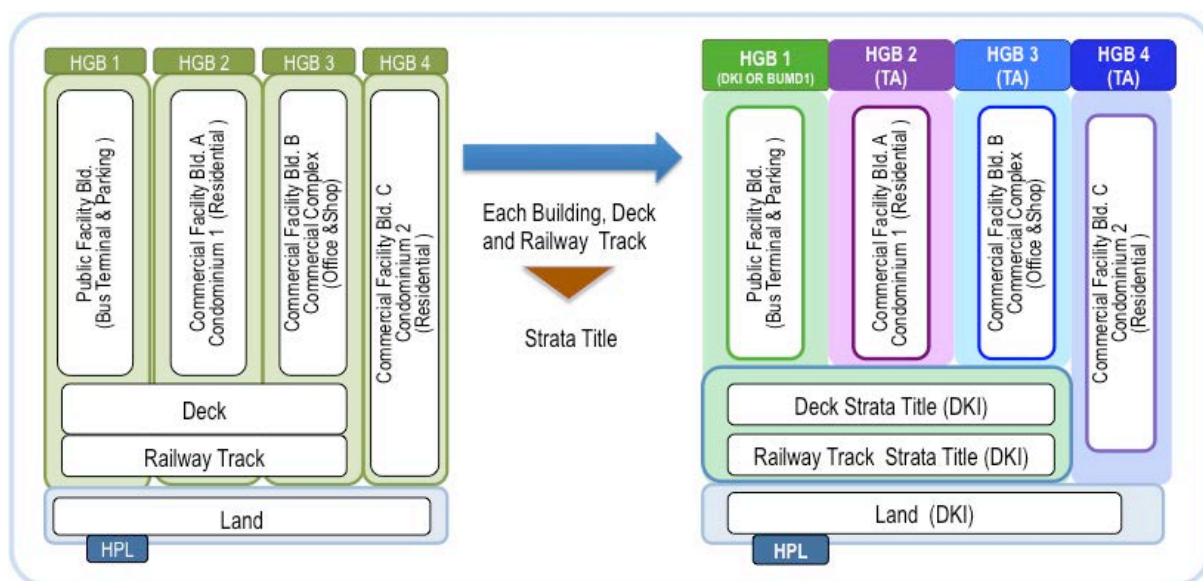 HGB 1
HGB 2
HGB 3
HGB 4
Public Facility Bld.
(Bus Terminal & Parking )
Commercial Facility Bld. A
Condominium 1  (Residential)
Commercial Facility Bld. B
Commercial Complex
(Office &Shop)
Commercial Facility Bld. C
Condominium 2
(Residential)
Deck
Railway Track
Land
HPL
Each Building, Deck
and Railway  Track
Strata Title
HGB 1
(DKI OR BUMD1)
HGB 2
(TA)
HGB 3
(TA)
HGB 4
(TA)
Public Facility Bld.
(Bus Terminal & Parking)
Commercial Facility Bld. A
Condominium 1  (Residential)
Commercial Facility Bld. B
Commercial Complex
(Office &Shop)
Commercial Facility Bld. C
Condominium 2
(Residential)
Deck Strata Title (DKI)
Railway Track  Strata Title (DKI)
Land  (DKI)
HPL